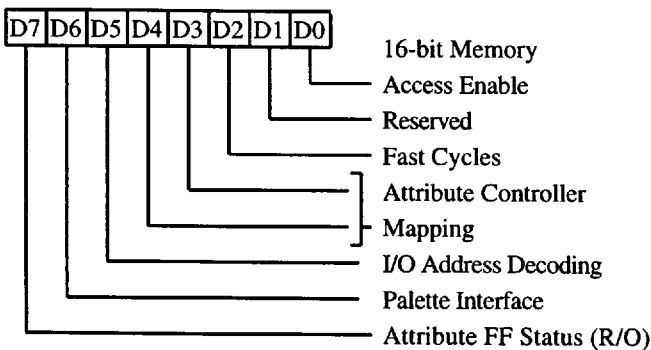 D7 D6 D5 D4 D3 D2 D1 D0
16-bit Memory
Access Enable
Reserved
Fast Cycles
Attribute Controller
Mapping
I/O Address Decoding
Palette Interface
Attribute FF Status (R/O)